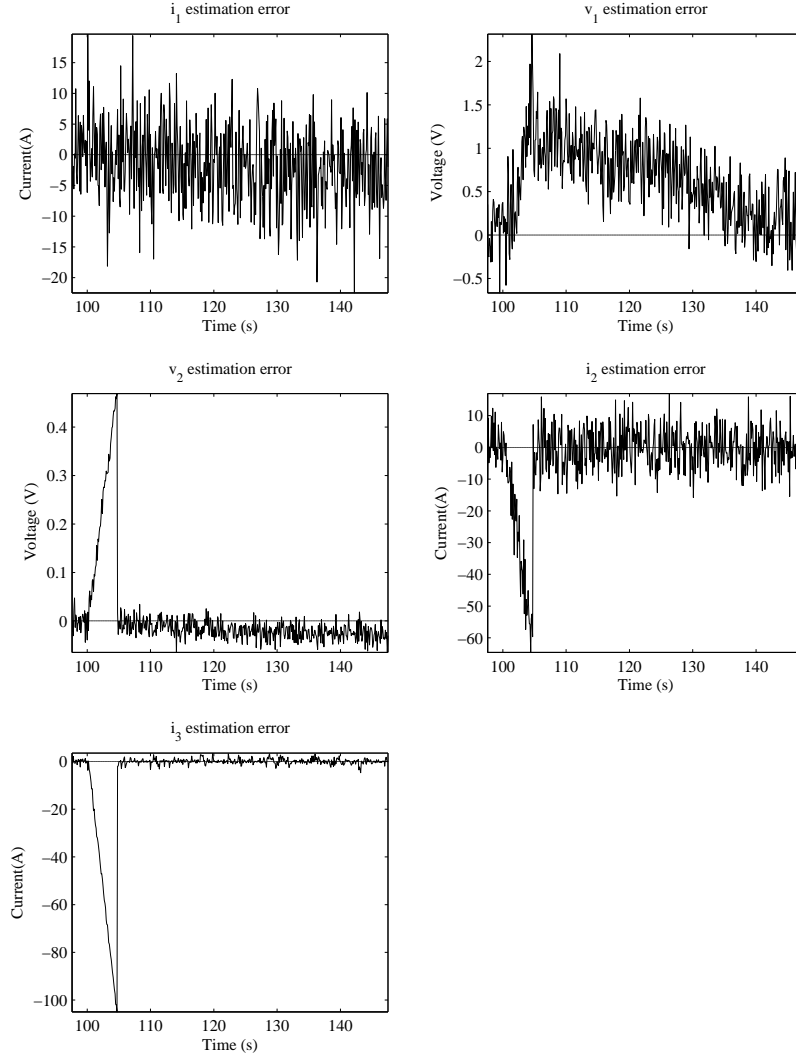 i1 estimation error
15
10
5
0
−5
−10
−15
−20
Current(A)
100 110 120 130 140
Time (s)
v1 estimation error
2
1.5
1
0.5
0
−0.5
Voltage (V)
100 110 120 130 140
Time (s)
v2 estimation error
0.4
0.3
0.2
0.1
0
Voltage (V)
100 110 120 130 140
Time (s)
i2 estimation error
10
0
−10
−20
−30
−40
−50
−60
Current(A)
100 110 120 130 140
Time (s)
i3 estimation error
0
−20
−40
−60
−80
−100
Current(A)
100 110 120 130 140
Time (s)